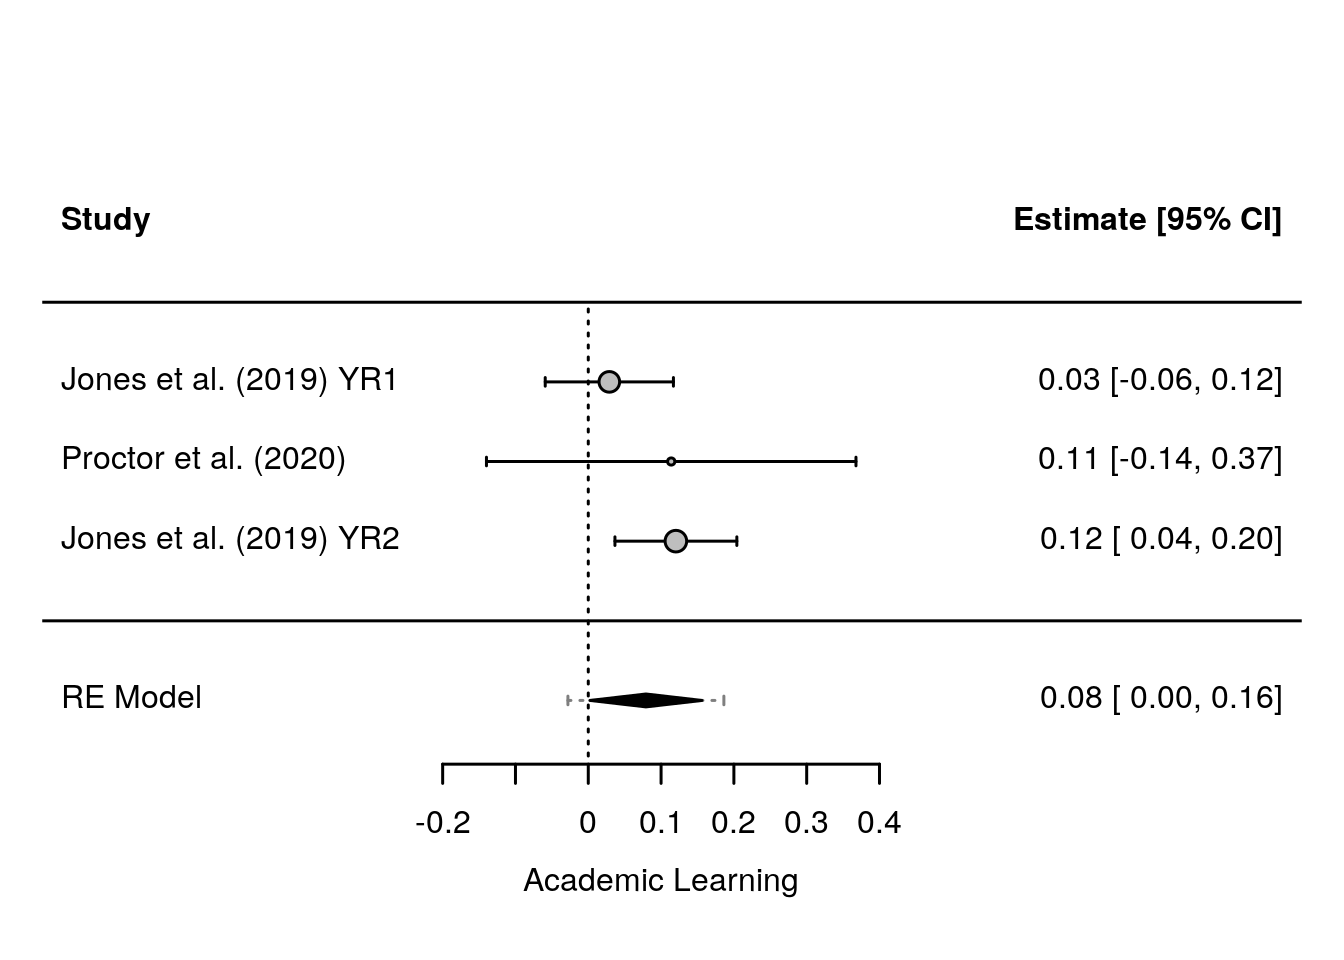 Study Estimate [95% CI]
Jones et al. (2019) YR1 0.03 [-0.06, 0.12]
Proctor et al. (2020) 0.11 [-0.14, 0.37]
Jones et al. (2019) YR2 0.12 [ 0.04, 0.20]
RE Model 0.08 [ 0.00, 0.16]
-0.2 0 0.1 0.2 0.3 0.4
Academic Learning